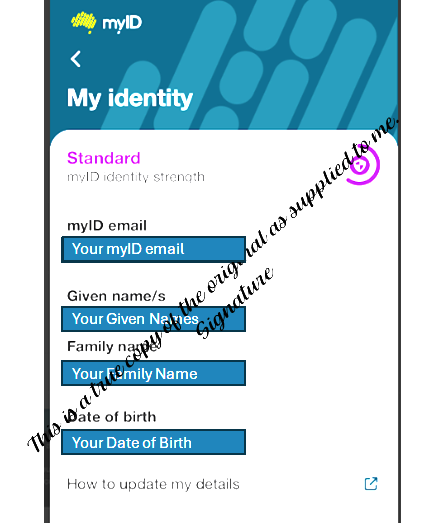 myID
My identity
Standard
myID identity strength
myID email
Your myID email
Given name/s
Your Given Names
Family name
Your Family Name
Date of birth
Your Date of Birth
How to update my details
This is a true copy of the original as supplied to me.
Signature